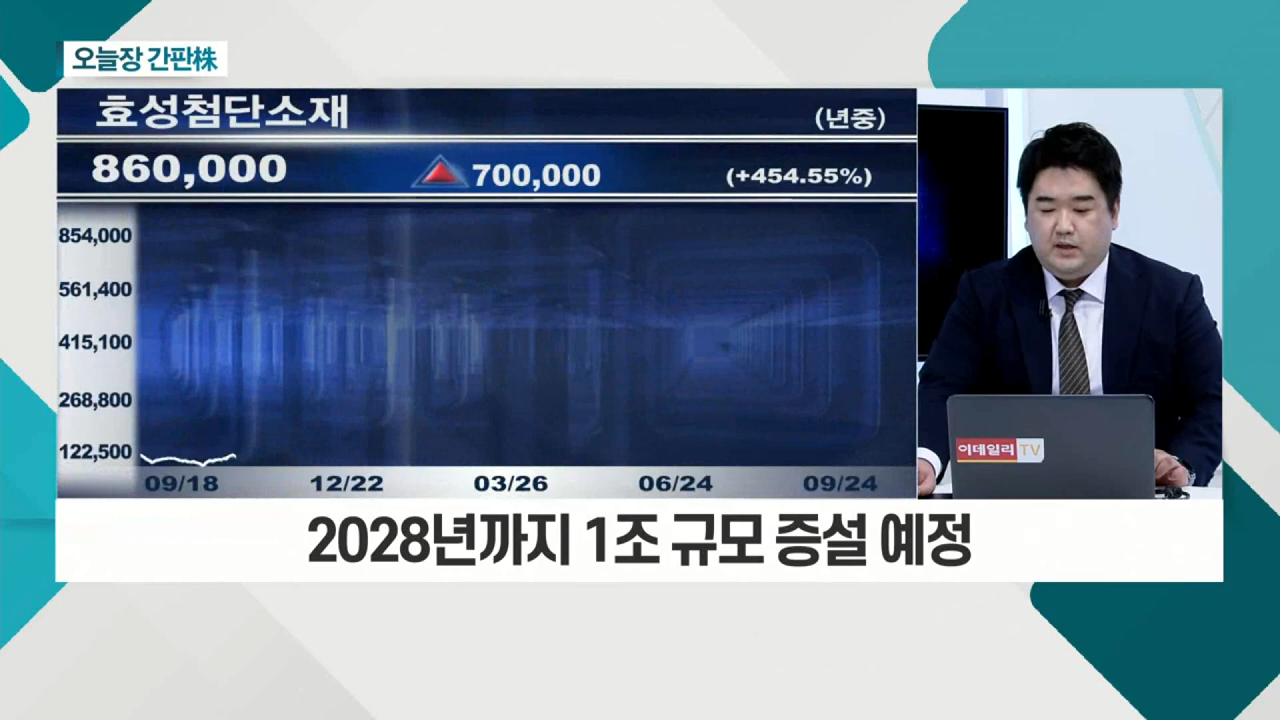 오늘장 간판株
효성첨단소재 (년중)
860,000 700,000 (+454.55%)
854,000
561,400
415,100
268,800
122,500
09/18 12/22 03/26 06/24 09/24
이데일리TV
2028년까지 1조 규모 증설 예정